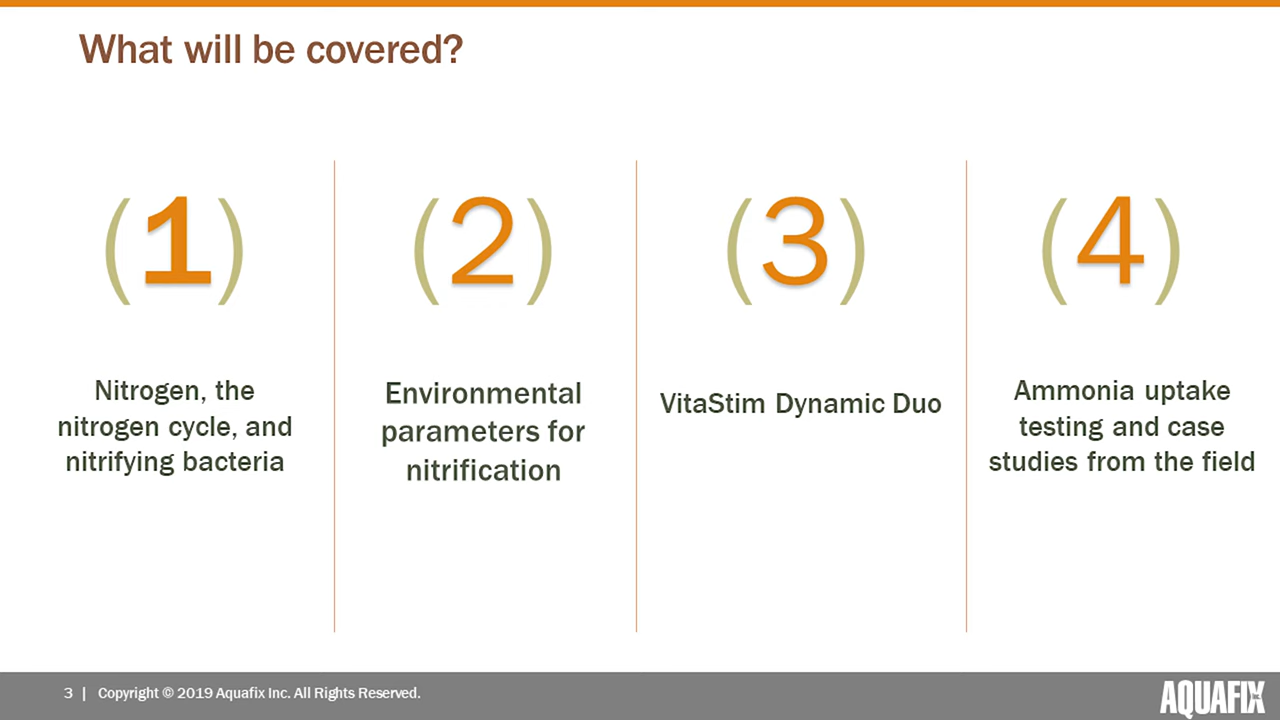 What will be covered?
(1)
Nitrogen, the
nitrogen cycle, and
nitrifying bacteria
(2)
Environmental
parameters for
nitrification
(3)
VitaStim Dynamic Duo
(4)
Ammonia uptake
testing and case
studies from the field
3 | Copyright © 2019 Aquafix Inc. All Rights Reserved.
AQUAFIX INC.